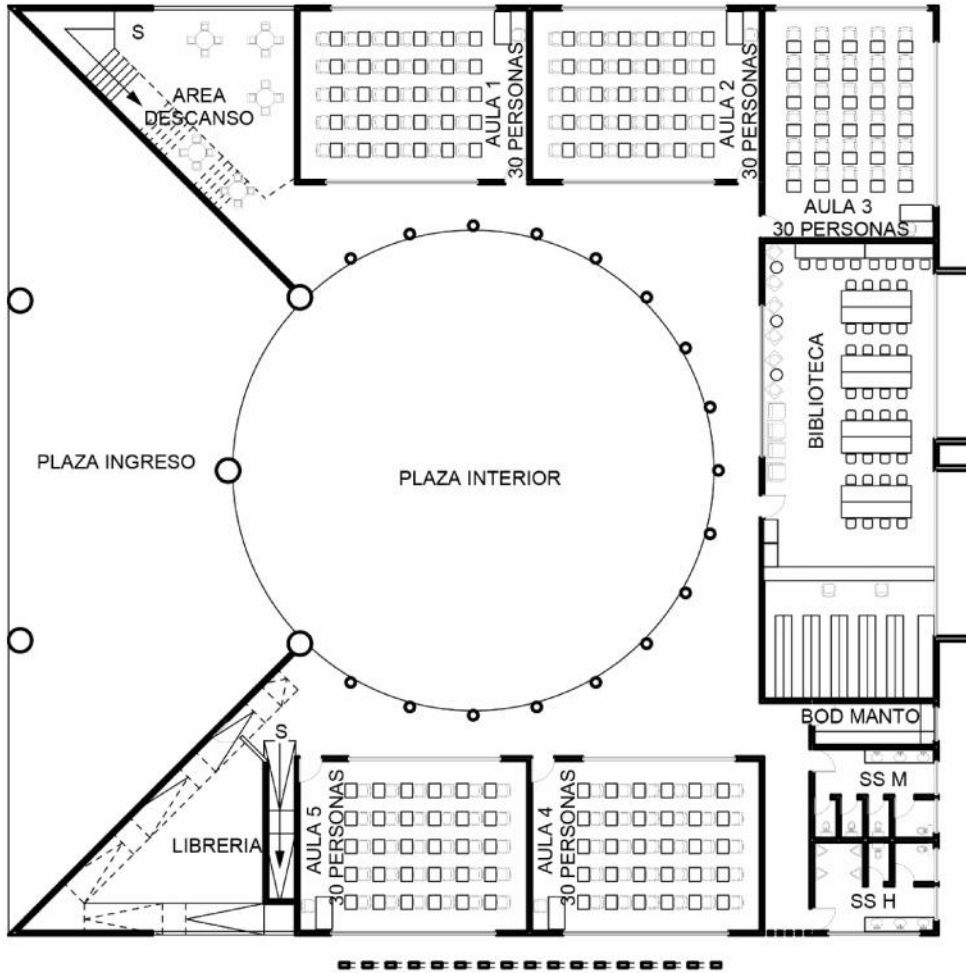 S
AREA
DESCANSO
AULA 1
30 PERSONAS
AULA 2
30 PERSONAS
AULA 3
30 PERSONAS
BIBLIOTECA
PLAZA INGRESO
PLAZA INTERIOR
BOD MANTO
SS M
SS H
S
LIBRERIA
AULA 5
30 PERSONAS
AULA 4
30 PERSONAS